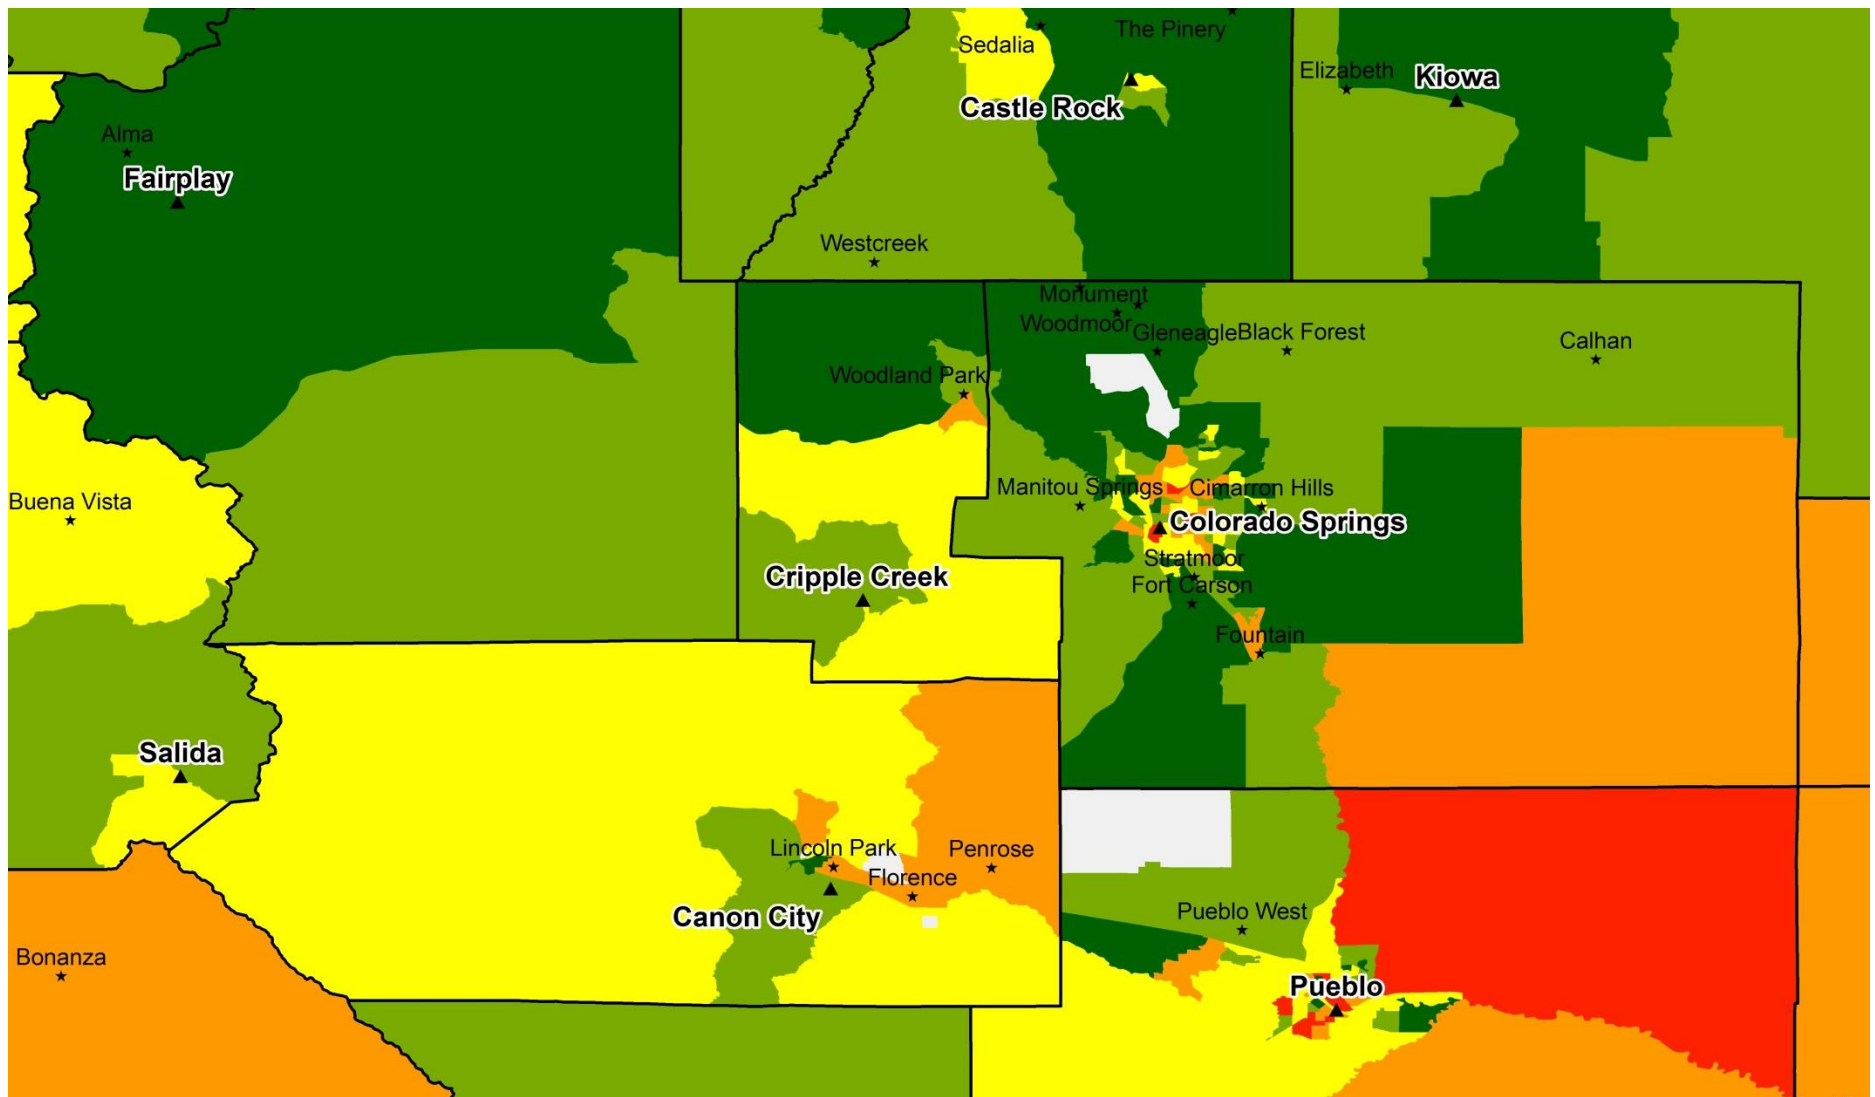 The Pinery
Sedalia
Elizabeth
Kiowa
Castle Rock
Alma
Fairplay
Westcreek
Monument
Woodmoor
Gleneagle
Black Forest
Calhan
Woodland Park
Manitou Springs
Cimarron Hills
Buena Vista
Colorado Springs
Stratmoor
Cripple Creek
Fort Carson
Fountain
Salida
Lincoln Park
Penrose
Florence
Canon City
Pueblo West
Bonanza
Pueblo